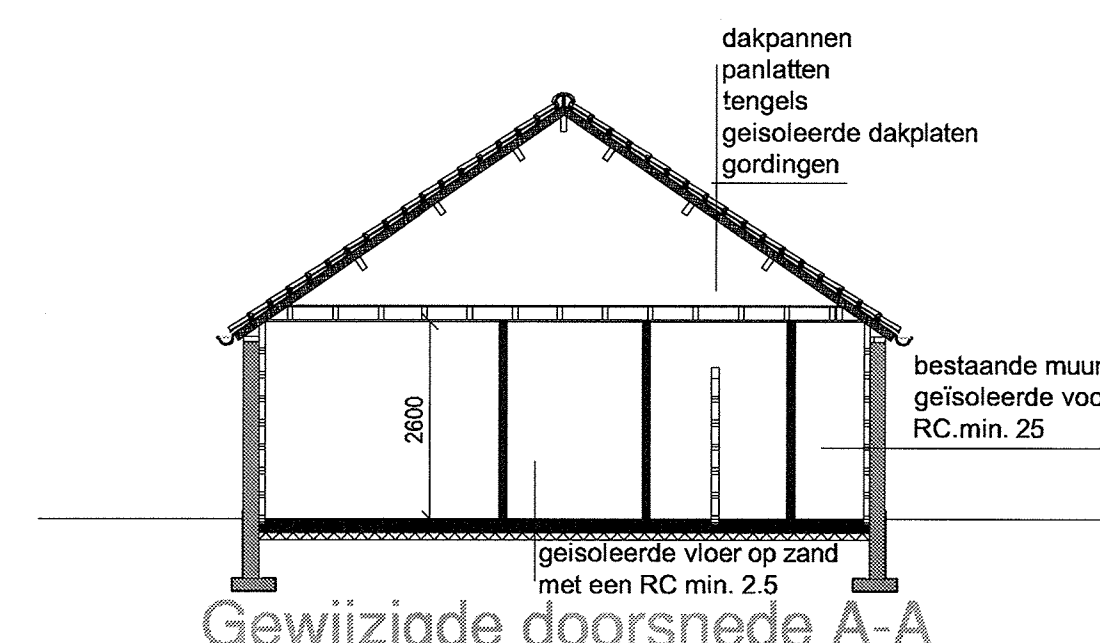 dakpannen
panlatten
tengels
geisoleerde dakplaten
gordingen
bestaande muur
geïsoleerde voo
RC.min. 25
2600
geisoleerde vloer op zand
met een RC min. 2.5
Gewijzigde doorsnede A-A